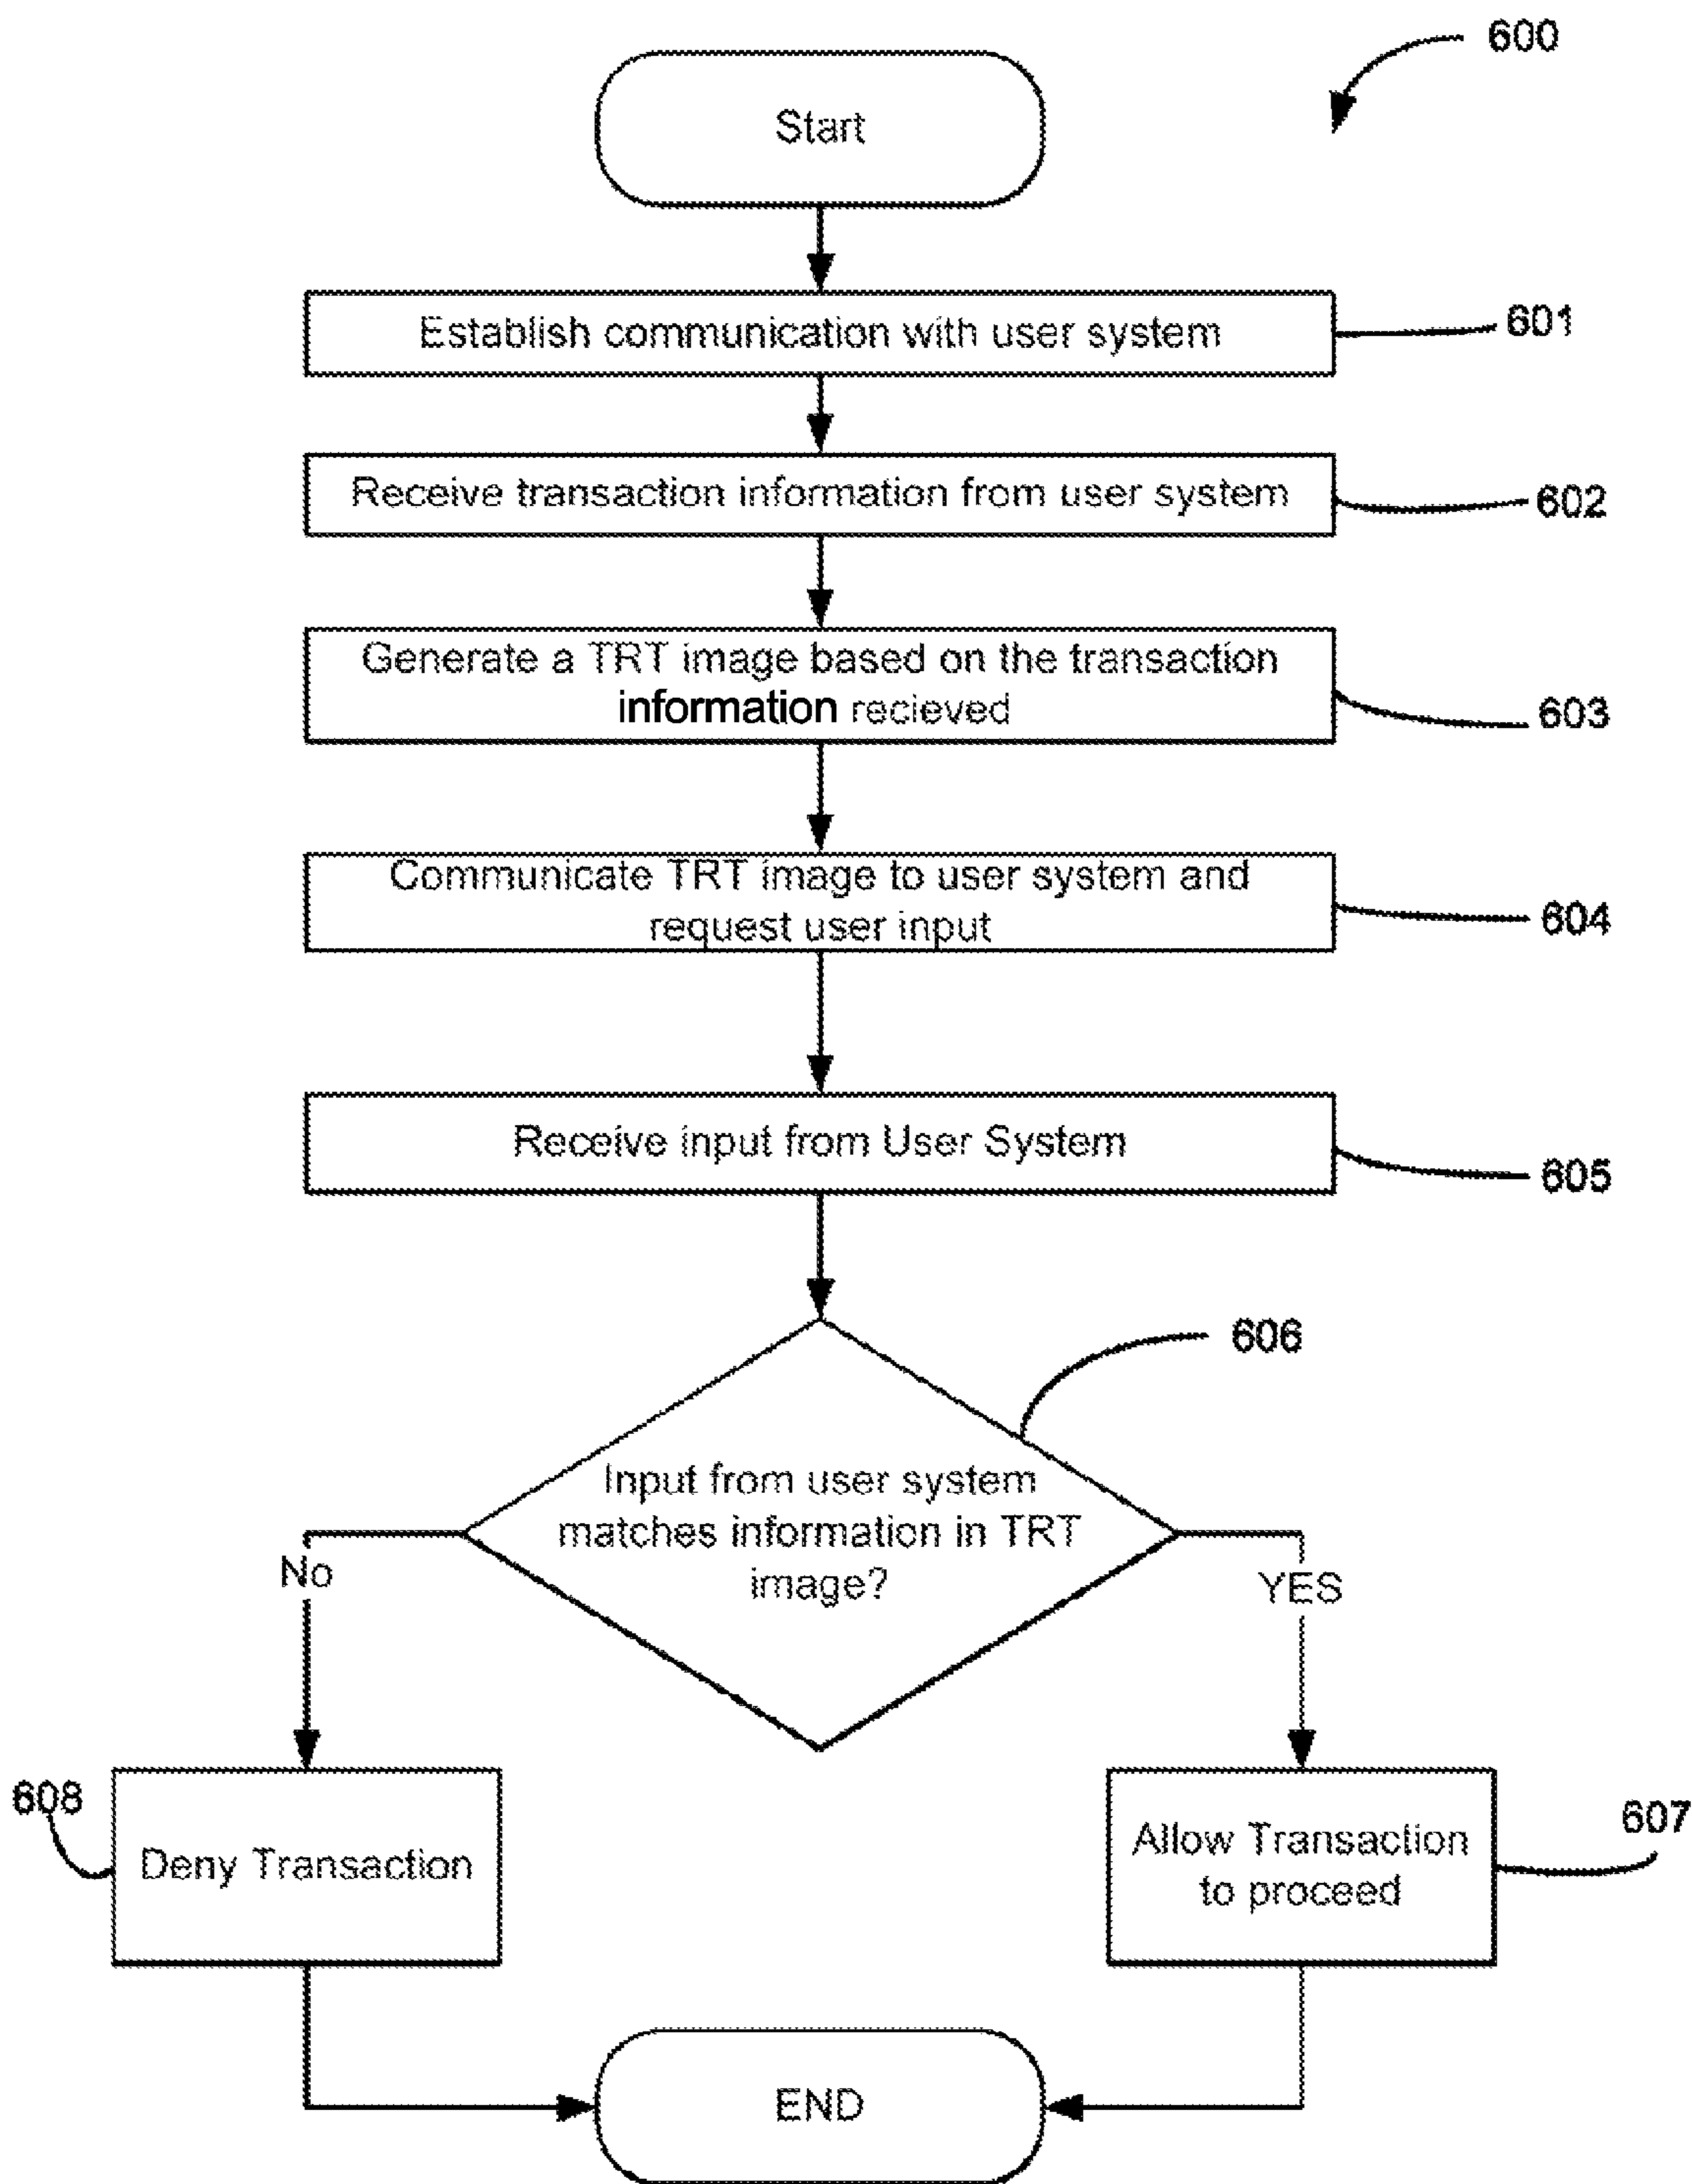 600
Start
Establish communication with user system
601
Receive transaction information from user system
602
Generate a TRT image based on the transaction
information recieved
603
Communicate TRT image to user system and
request user input
604
Receive input from User System
605
606
Input from user system
matches information in TRT
image?
No
YES
608
Deny Transaction
Allow Transaction
to proceed
607
END